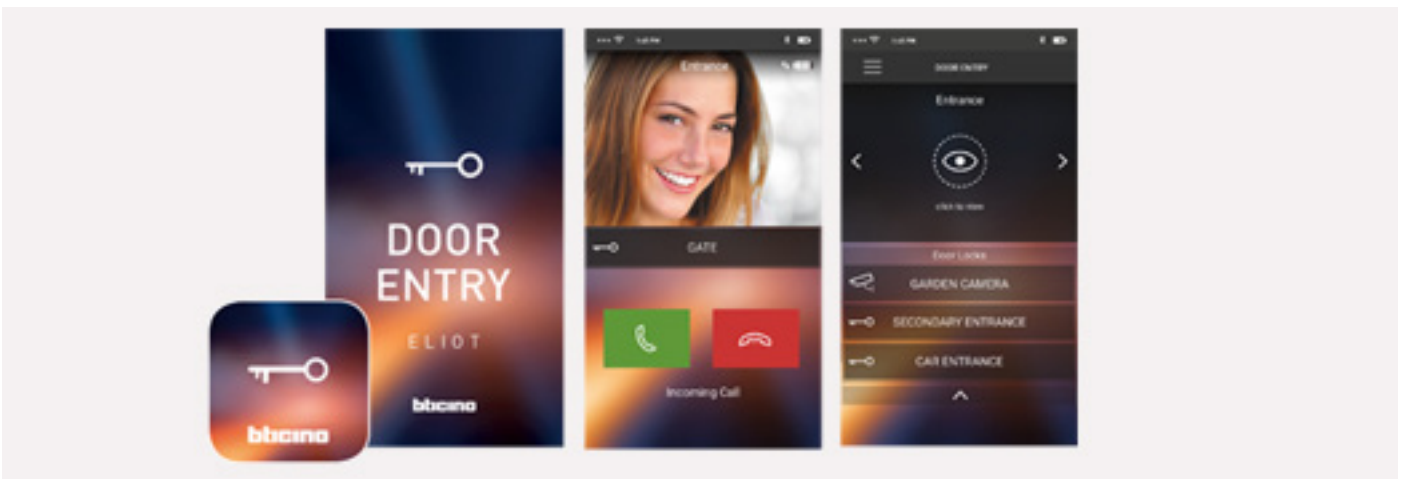 DOOR
ENTRY
ELIOT
bticino
bticino
Entrance
GATE
Incoming Call
DOOR ENTRY
Entrance
click to view
Door Locks
GARDEN CAMERA
SECONDARY ENTRANCE
CAR ENTRANCE